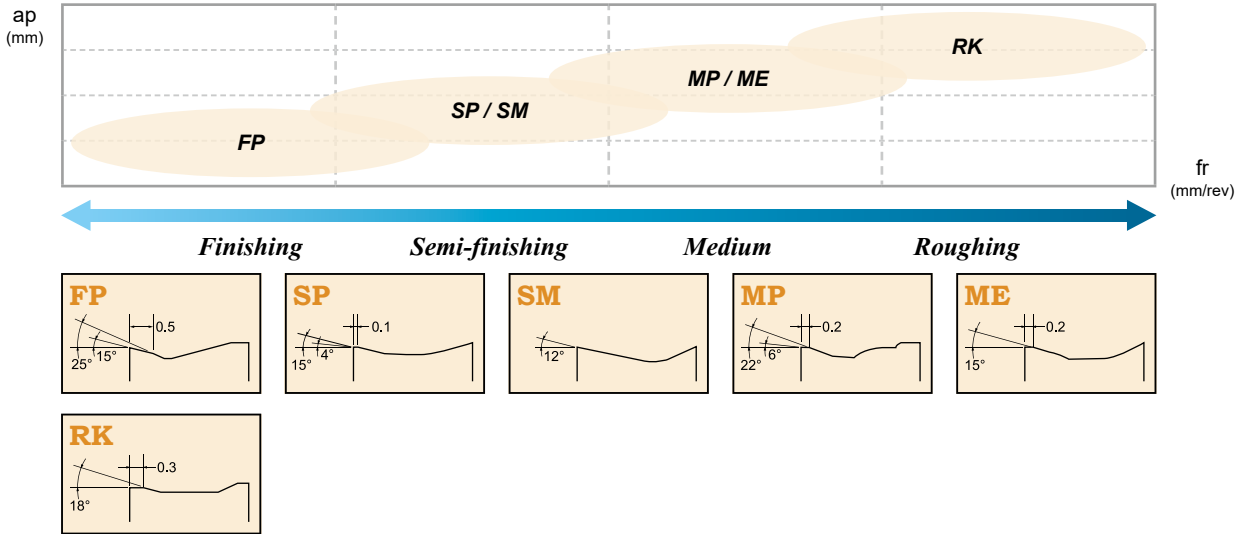 ap
(mm)
RK
MP / ME
SP / SM
FP
fr
(mm/rev)
Finishing
Semi-finishing
Medium
Roughing
FP
0.5
15°
25°
SP
0.1
4°
15°
SM
12°
MP
0.2
6°
22°
ME
0.2
15°
RK
0.3
18°